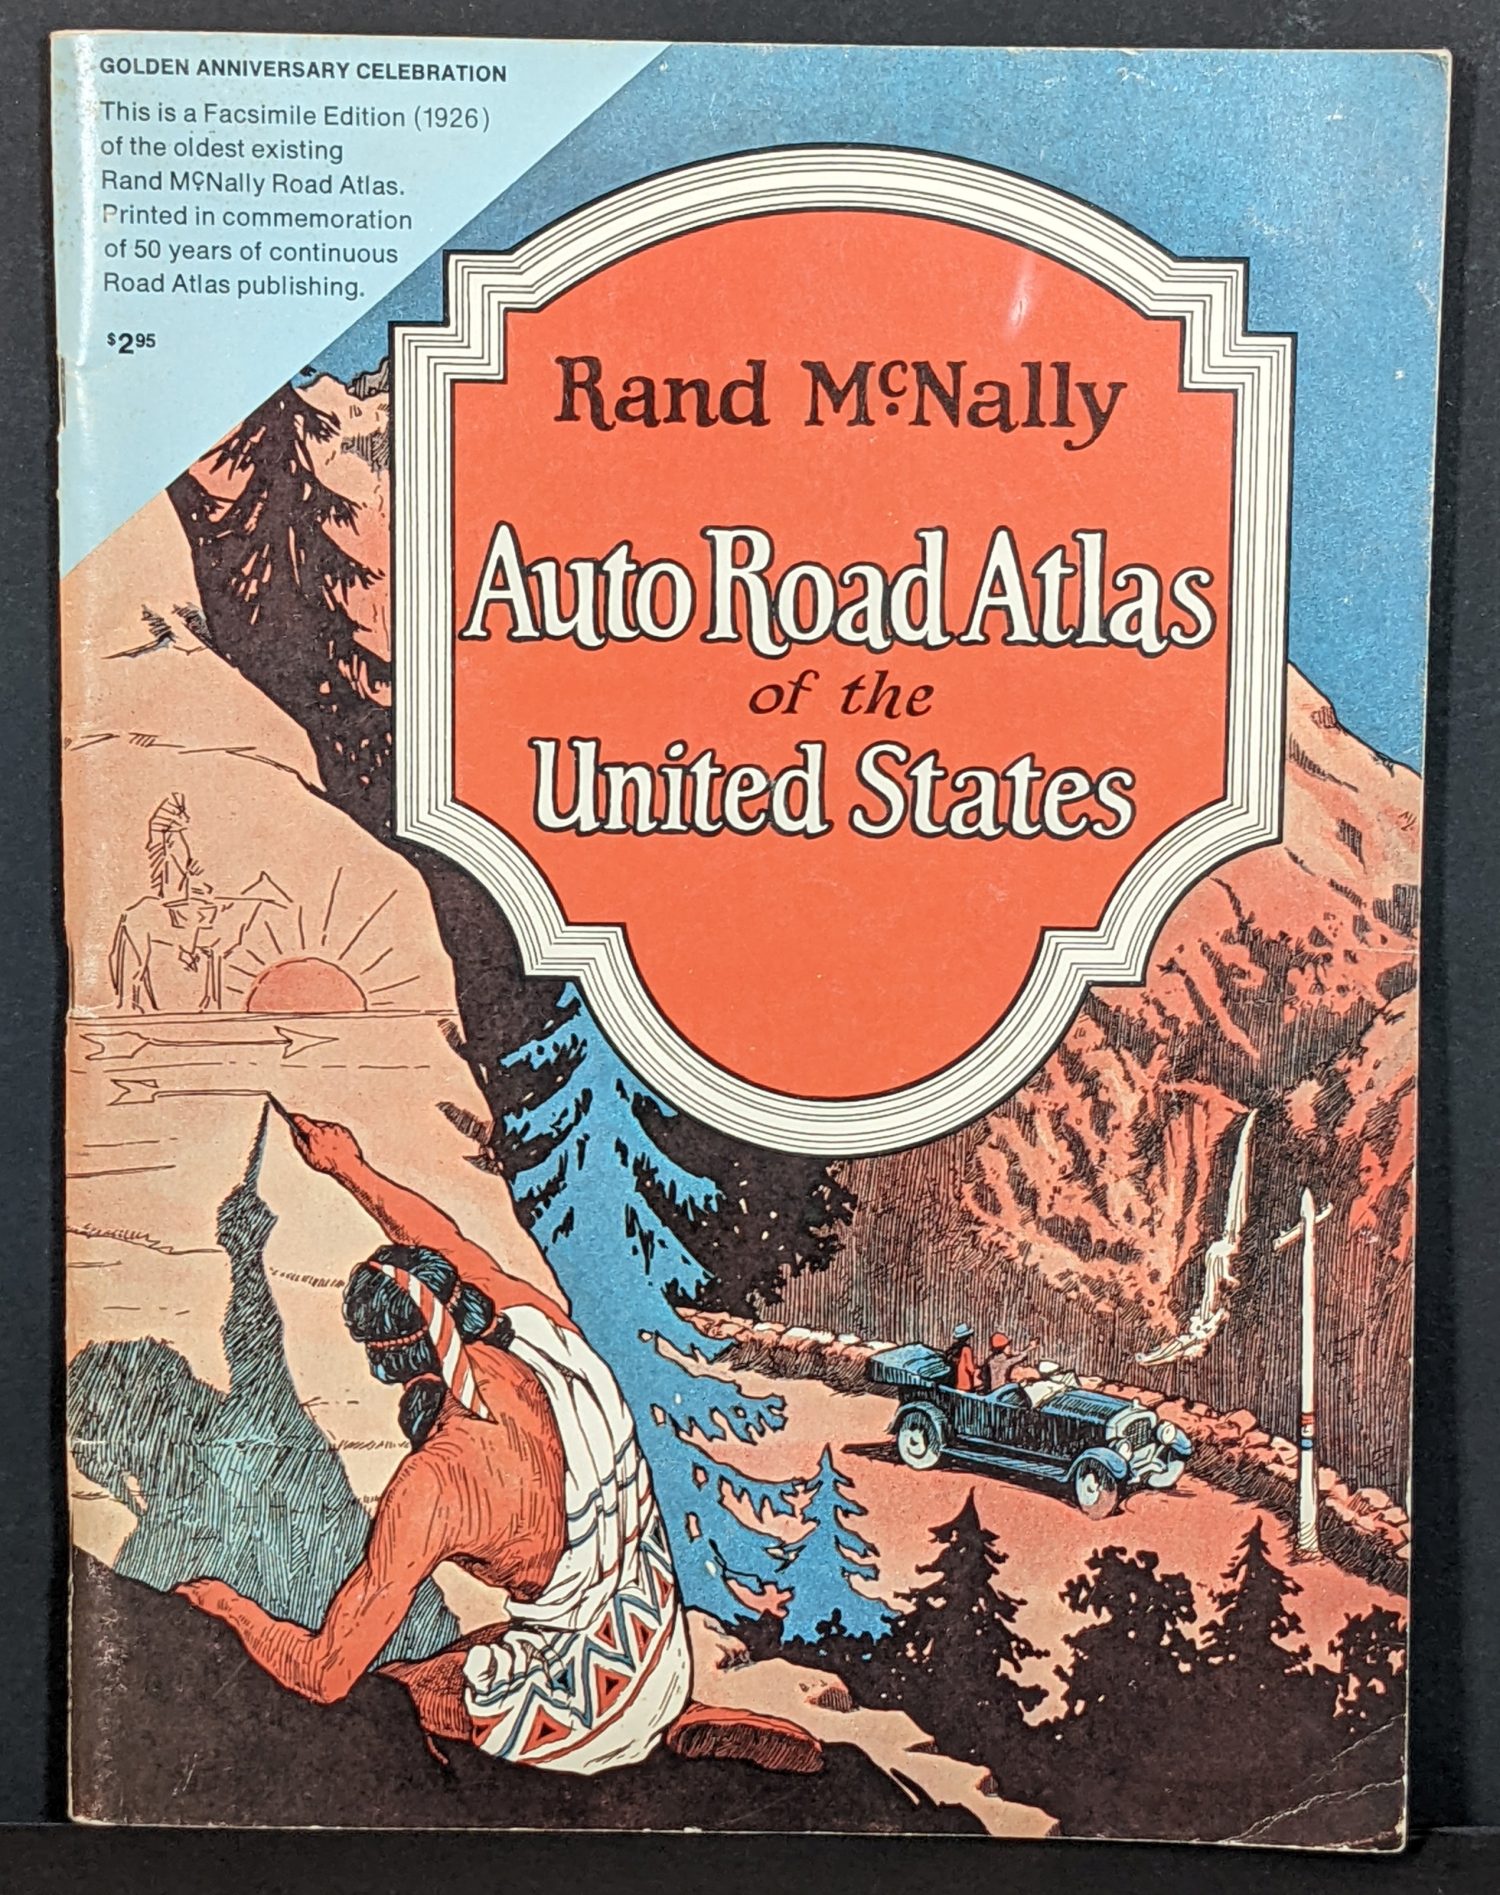 GOLDEN ANNIVERSARY CELEBRATION
This is a Facsimile Edition (1926)
of the oldest existing
Rand McNally Road Atlas.
Printed in commemoration
of 50 years of continuous
Road Atlas publishing.
$2.95
Rand McNally
Auto Road Atlas
of the
United States